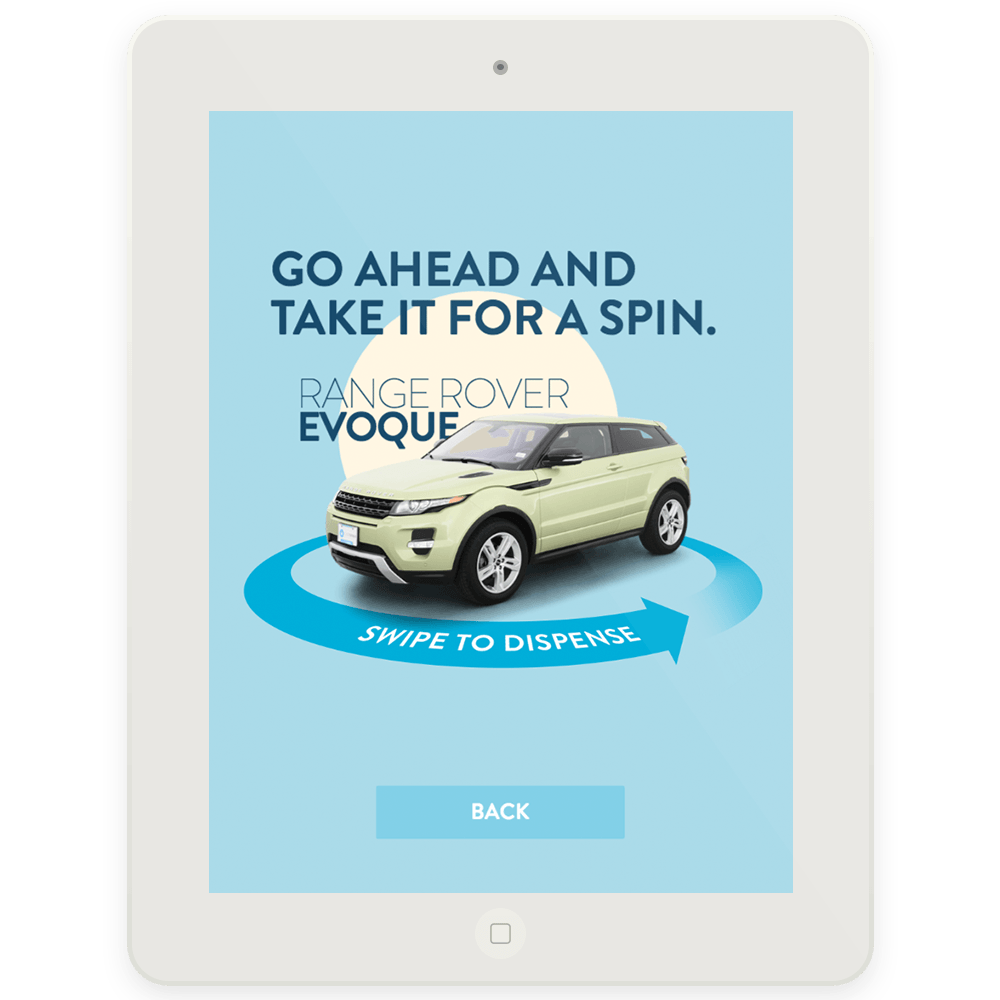 GO AHEAD AND
TAKE IT FOR A SPIN.
RANGE ROVER
EVOQUE
SWIPE TO DISPENSE
BACK